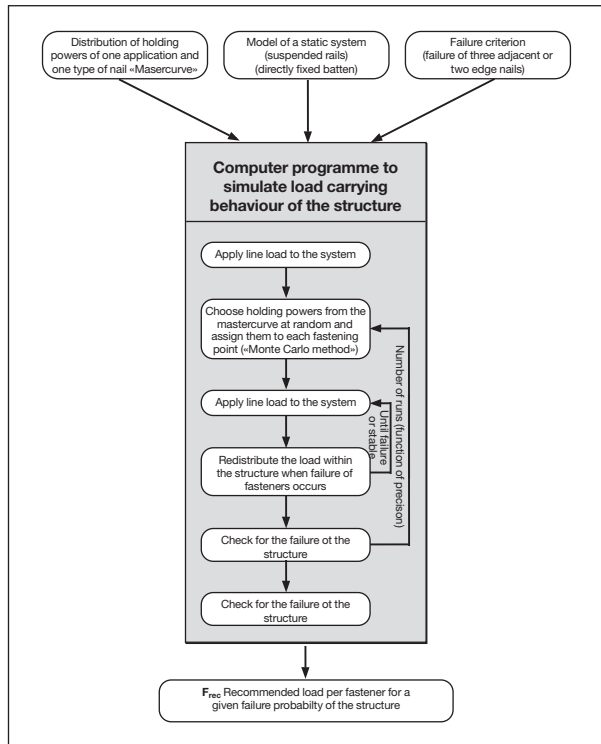 Distribution of holding
powers of one application and
one type of nail «Masercurve»
Model of a static system
(suspended rails)
(directly fixed batten)
Failure criterion
(failure of three adjacent or
two edge nails)
Computer programme to
simulate load carrying
behaviour of the structure
Apply line load to the system
Choose holding powers from the
mastercurve at random and
assign them to each fastening
point («Monte Carlo method»)
Apply line load to the system
Redistribute the load within
the structure when failure of
fasteners occurs
Until failure
or stable
Number of runs (function of precison)
Check for the failure ot the
structure
Check for the failure ot the
structure
Frec Recommended load per fastener for a
given failure probabilty of the structure